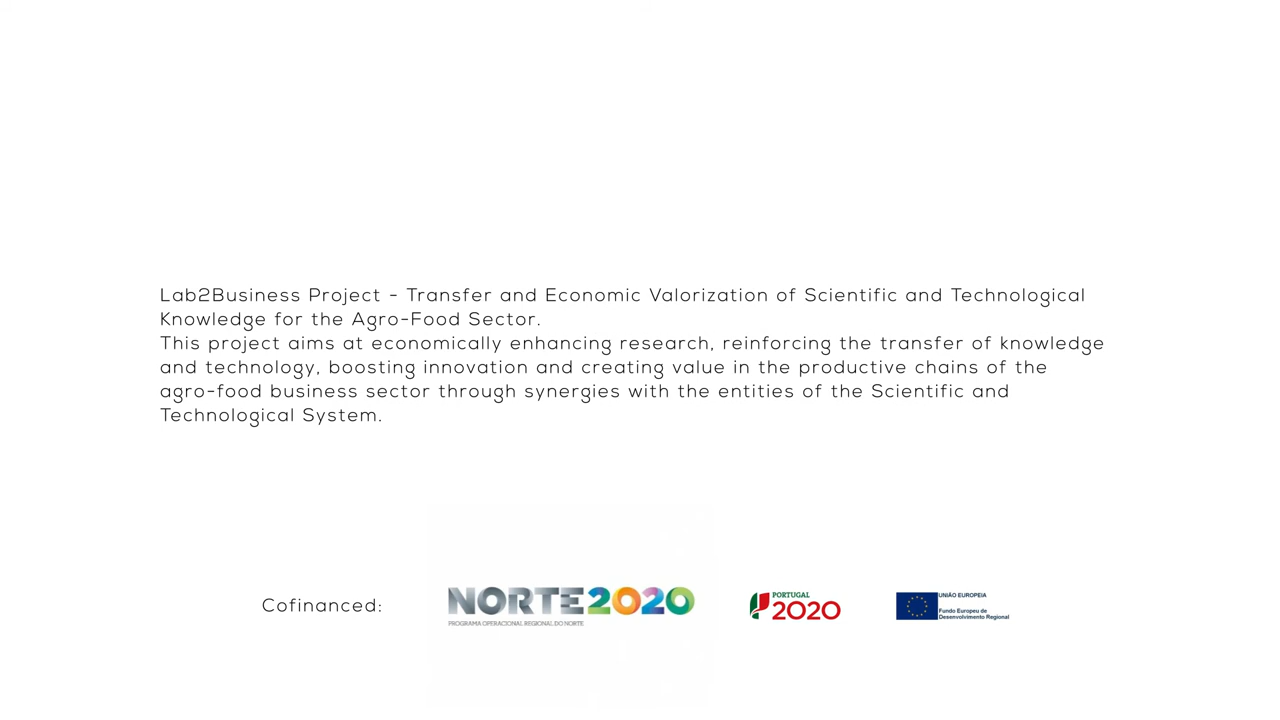 Lab2Business Project - Transfer and Economic Valorization of Scientific and Technological
Knowledge for the Agro-Food Sector.
This project aims at economically enhancing research, reinforcing the transfer of knowledge
and technology, boosting innovation and creating value in the productive chains of the
agro-food business sector through synergies with the entities of the Scientific and
Technological System.
Cofinanced:
NORTE2020
PROGRAMA OPERACIONAL REGIONAL DO NORTE
PORTUGAL
2020
UNIÃO EUROPEIA
Fundo Europeu de
Desenvolvimento Regional